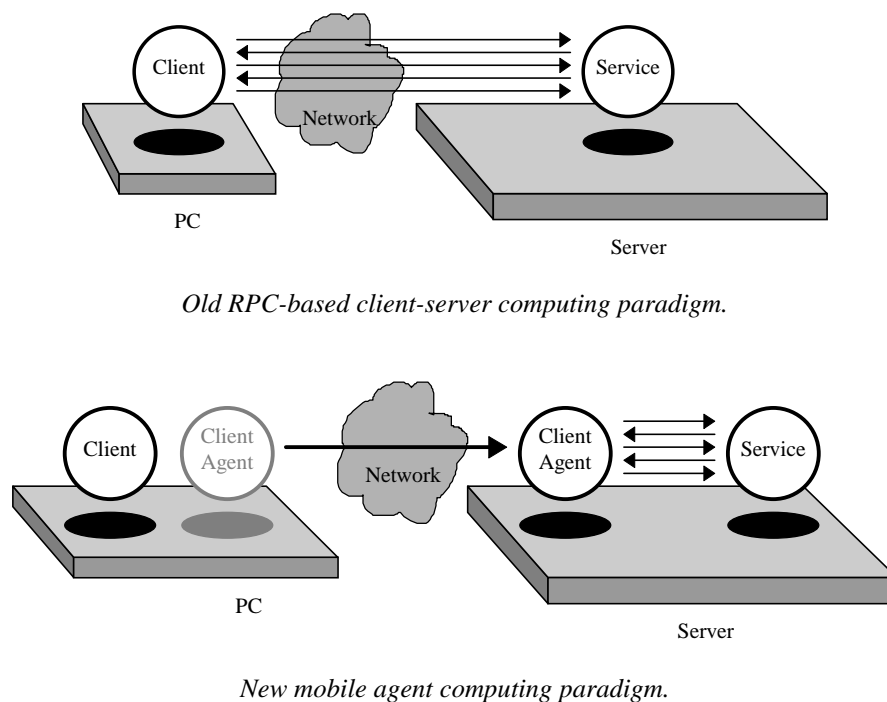 Client
Service
Network
PC
Server
Old RPC-based client-server computing paradigm.
Client
Client
Agent
Network
Client
Agent
Service
PC
Server
New mobile agent computing paradigm.